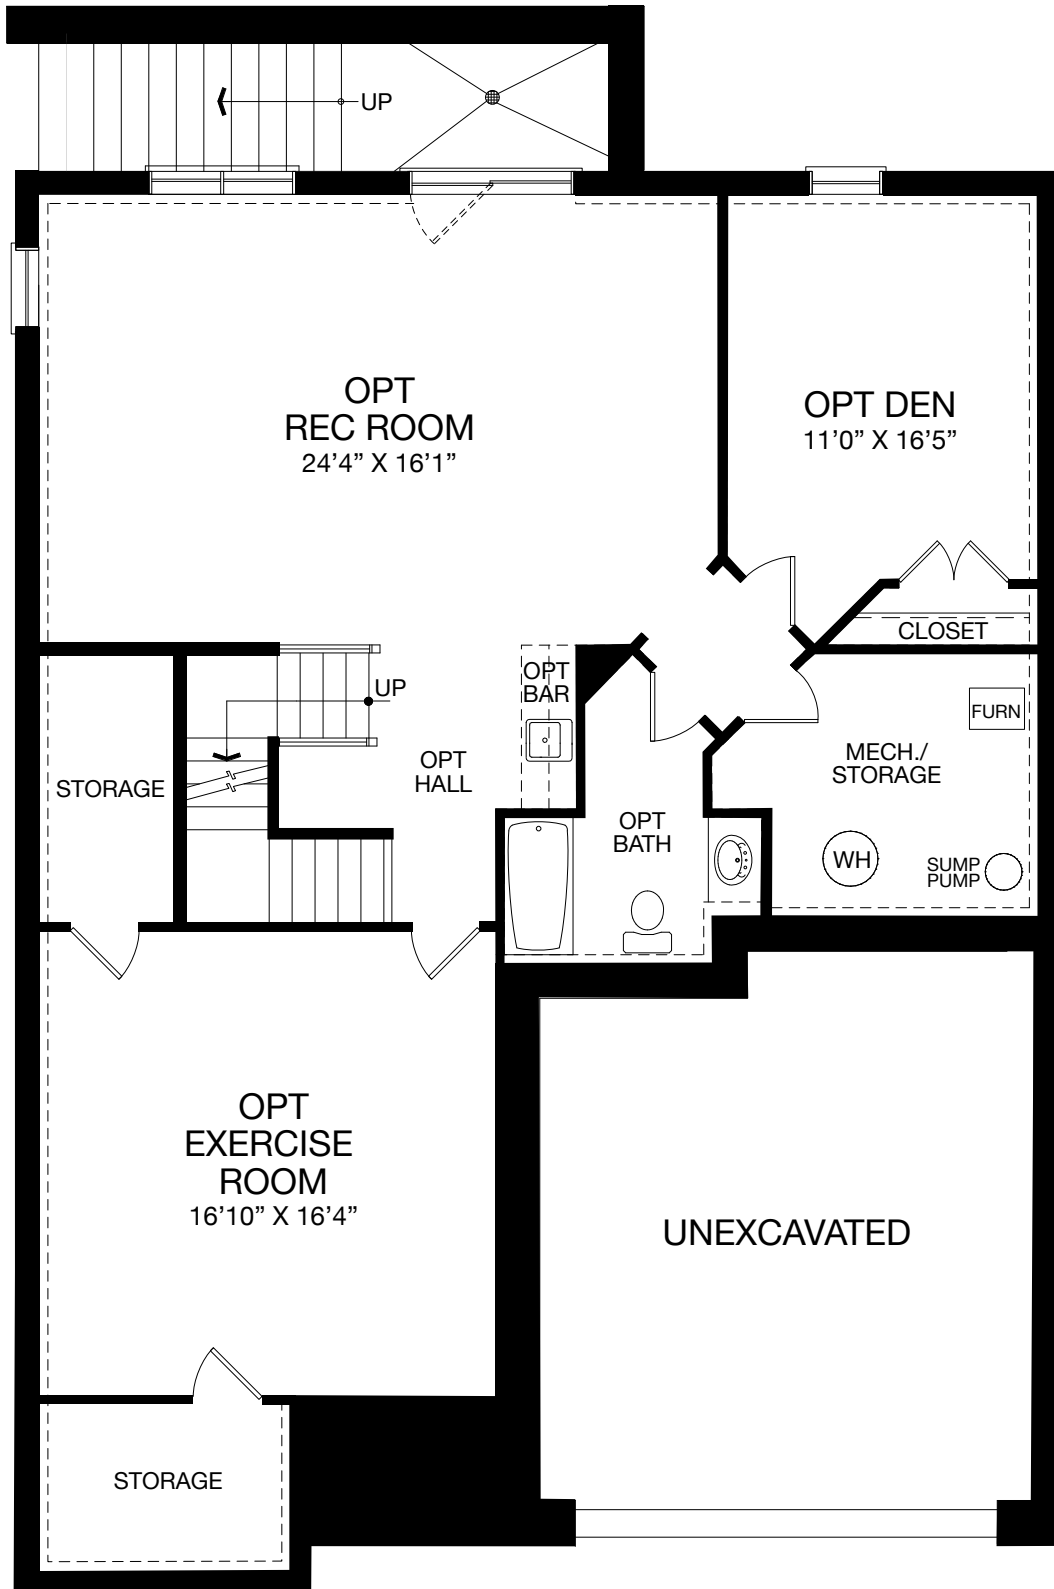 UP
OPT
REC ROOM
24'4" X 16'1"
OPT DEN
11'0" X 16'5"
CLOSET
OPT
BAR
UP
FURN
OPT
HALL
MECH./
STORAGE
STORAGE
OPT
BATH
WH
SUMP
PUMP
OPT
EXERCISE
ROOM
16'10" X 16'4"
UNEXCAVATED
STORAGE